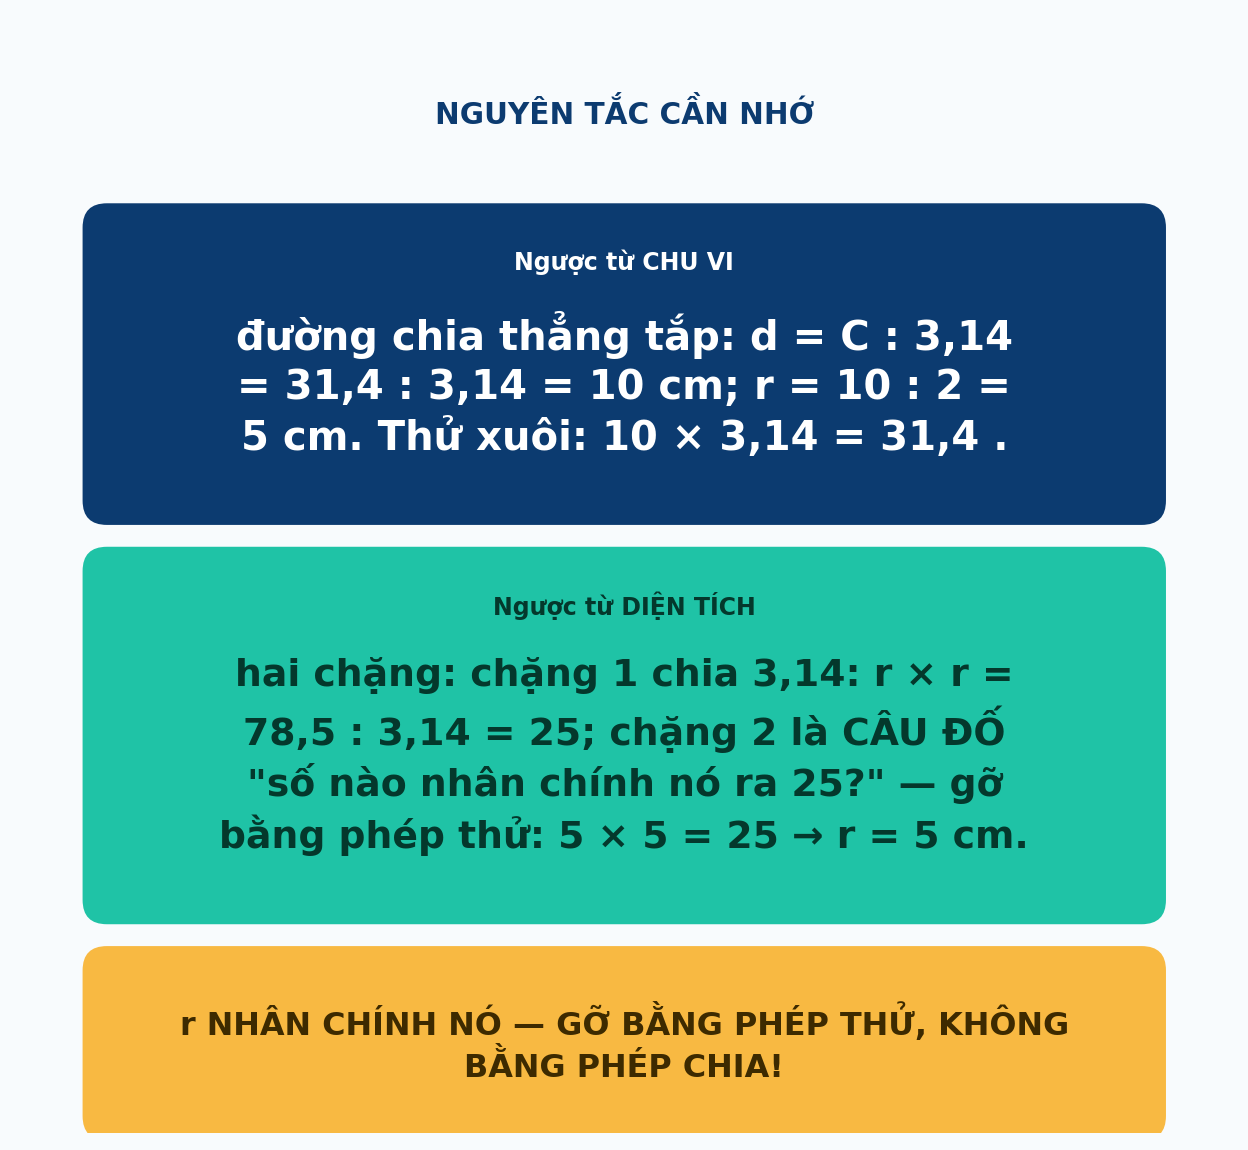 NGUYÊN TẮC CẦN NHỚ
Ngược từ CHU VI
đường chia thẳng tắp: d = C : 3,14
= 31,4 : 3,14 = 10 cm; r = 10 : 2 =
5 cm. Thử xuôi: 10 × 3,14 = 31,4 .
Ngược từ DIỆN TÍCH
hai chặng: chặng 1 chia 3,14: r × r =
78,5 : 3,14 = 25; chặng 2 là CÂU ĐỐ
"số nào nhân chính nó ra 25?" — gỡ
bằng phép thử: 5 × 5 = 25 → r = 5 cm.
r NHÂN CHÍNH NÓ — GỠ BẰNG PHÉP THỬ, KHÔNG
BẰNG PHÉP CHIA!